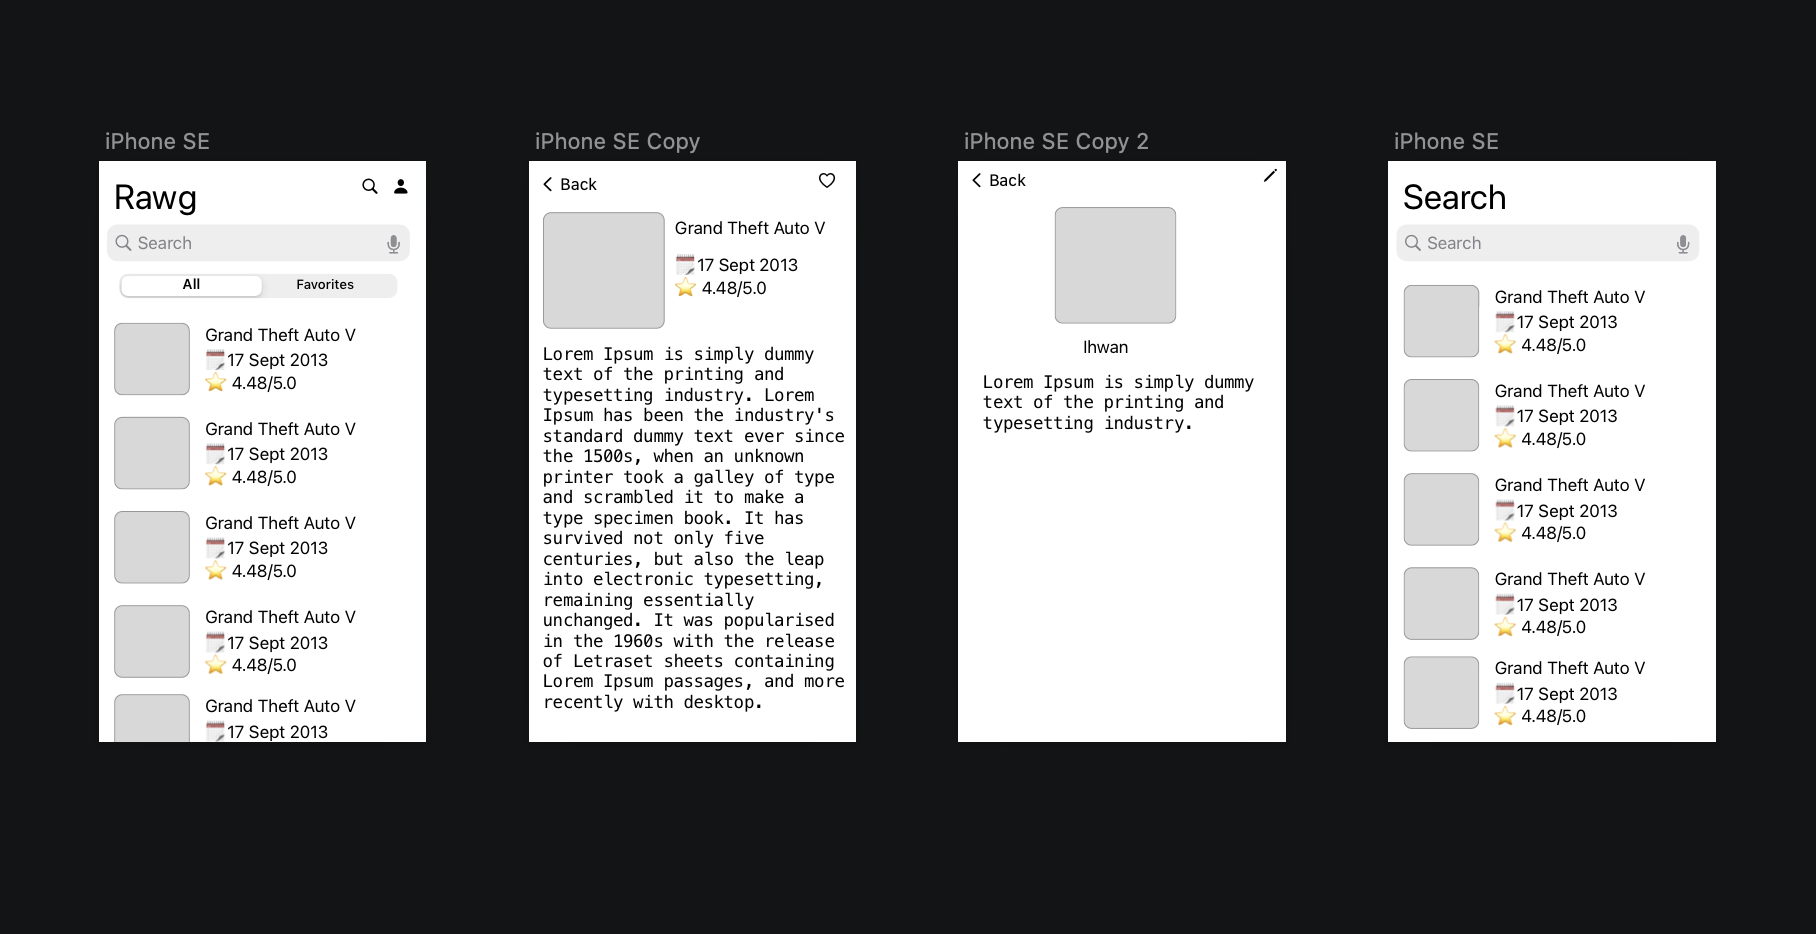 iPhone SE
Rawg
Search
All
Favorites
Grand Theft Auto V
17 Sept 2013
4.48/5.0
Grand Theft Auto V
17 Sept 2013
4.48/5.0
Grand Theft Auto V
17 Sept 2013
4.48/5.0
Grand Theft Auto V
17 Sept 2013
4.48/5.0
Grand Theft Auto V
17 Sept 2013
iPhone SE Copy
Back
Grand Theft Auto V
17 Sept 2013
4.48/5.0
Lorem Ipsum is simply dummy
text of the printing and
typesetting industry. Lorem
Ipsum has been the industry's
standard dummy text ever since
the 1500s, when an unknown
printer took a galley of type
and scrambled it to make a
type specimen book. It has
survived not only five
centuries, but also the leap
into electronic typesetting,
remaining essentially
unchanged. It was popularised
in the 1960s with the release
of Letraset sheets containing
Lorem Ipsum passages, and more
recently with desktop.
iPhone SE Copy 2
Back
Ihwan
Lorem Ipsum is simply dummy
text of the printing and
typesetting industry.
iPhone SE
Search
Search
Grand Theft Auto V
17 Sept 2013
4.48/5.0
Grand Theft Auto V
17 Sept 2013
4.48/5.0
Grand Theft Auto V
17 Sept 2013
4.48/5.0
Grand Theft Auto V
17 Sept 2013
4.48/5.0
Grand Theft Auto V
17 Sept 2013
4.48/5.0